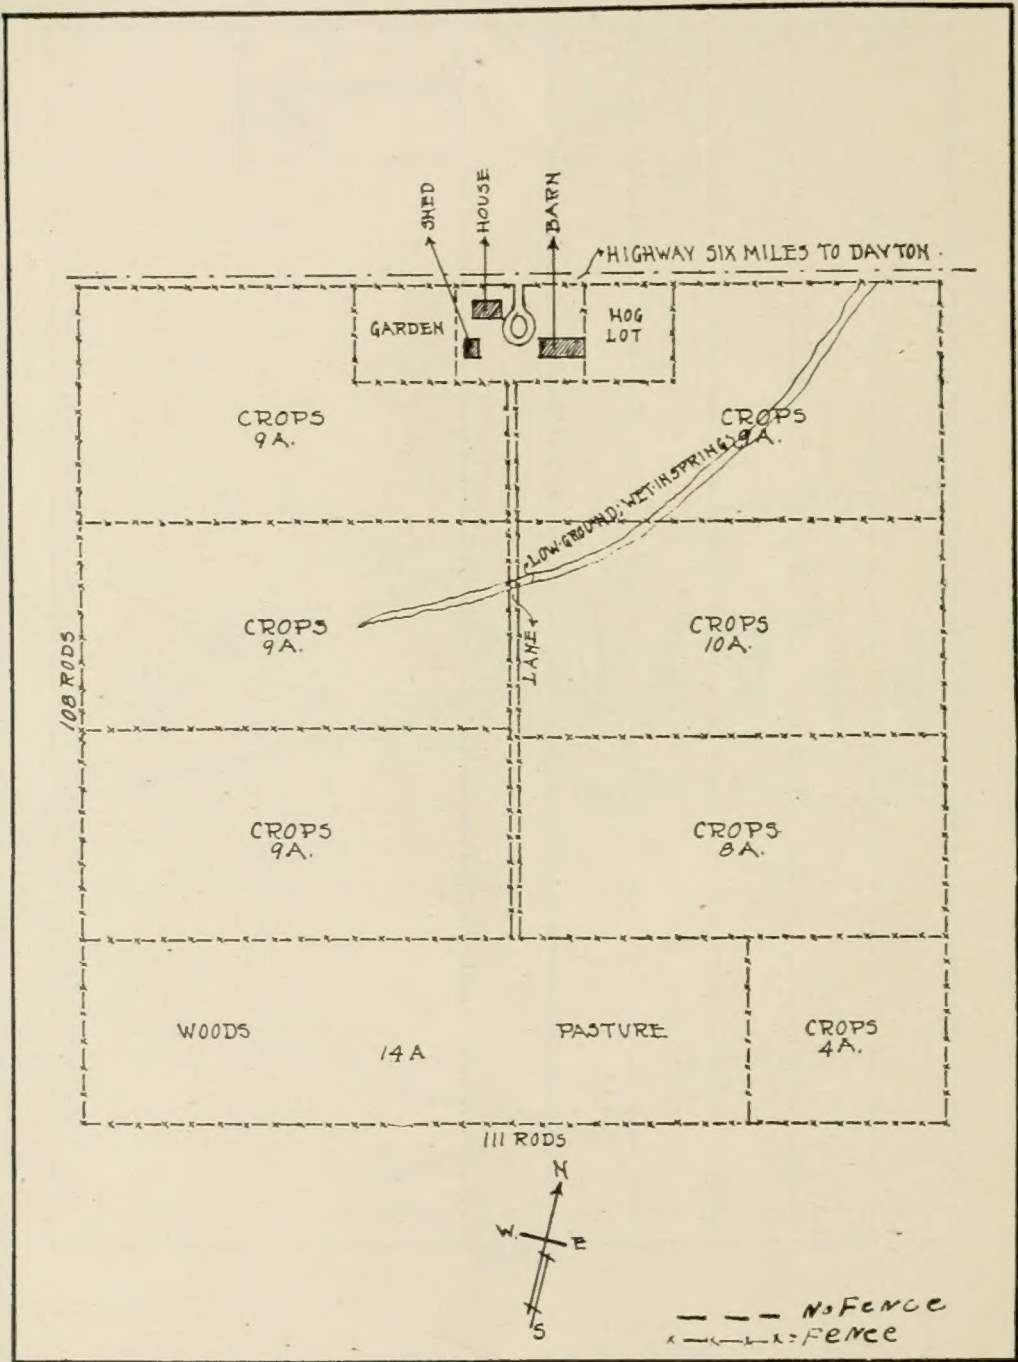 SHED
HOUSE
BARN
HIGHWAY SIX MILES TO DAYTON.
GARDEN
HOG
LOT
CROPS
9A.
CROPS
9A.
LOW GROUND; WET IN SPRINGS
CROPS
9A.
CROPS
10A.
LANE
108 RODS
CROPS
9A.
CROPS
8A.
WOODS
14A
PASTURE
CROPS
4A.
111 RODS
N
W.
E
S
No FENCE
= FENCE